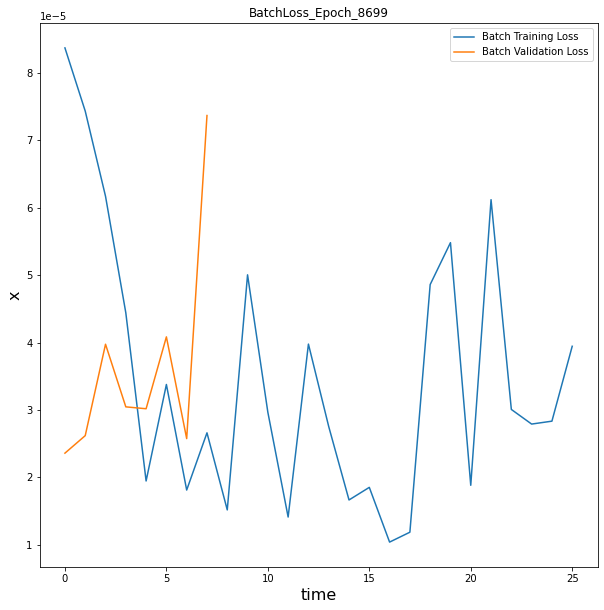 BatchLoss_Epoch_8699
1e−5
Batch Training Loss
Batch Validation Loss
8
7
6
5
4
3
2
1
x
0 5 10 15 20 25
time